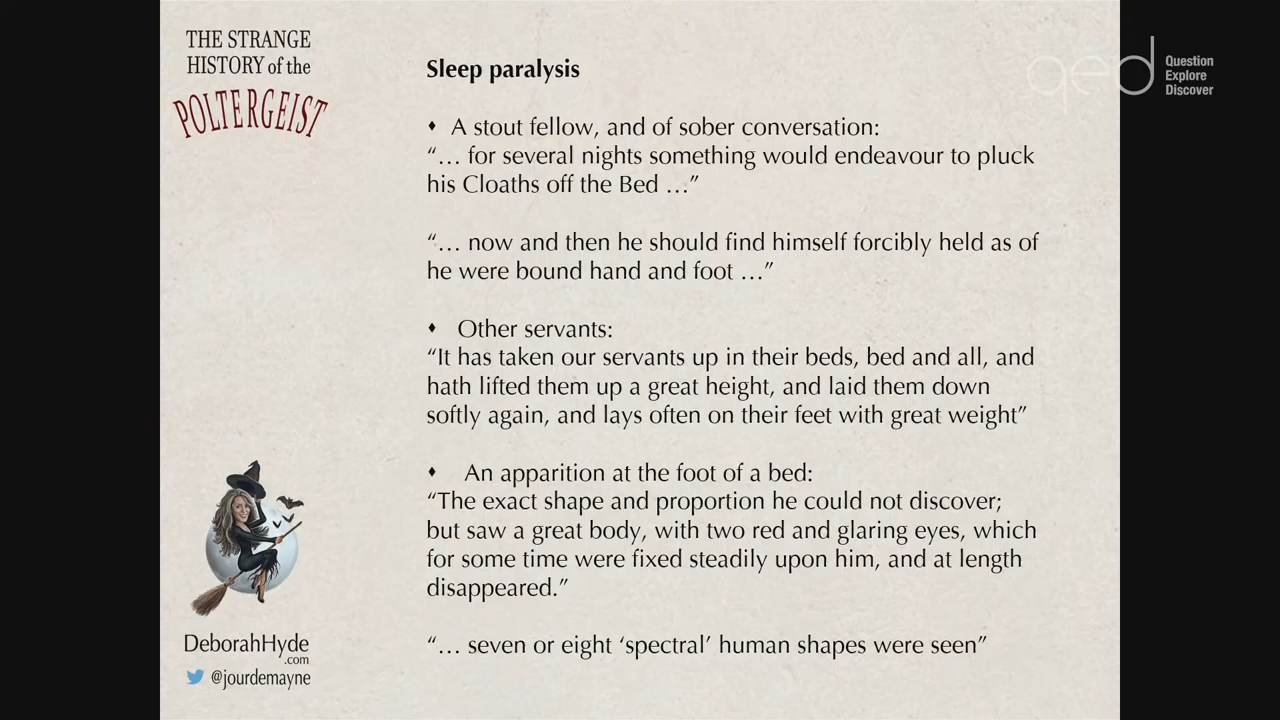 THE STRANGE
HISTORY of the
POLTERGEIST
Sleep paralysis
♦ A stout fellow, and of sober conversation:
“… for several nights something would endeavour to pluck
his Cloaths off the Bed …”
“… now and then he should find himself forcibly held as of
he were bound hand and foot …”
♦ Other servants:
“It has taken our servants up in their beds, bed and all, and
hath lifted them up a great height, and laid them down
softly again, and lays often on their feet with great weight”
♦ An apparition at the foot of a bed:
“The exact shape and proportion he could not discover;
but saw a great body, with two red and glaring eyes, which
for some time were fixed steadily upon him, and at length
disappeared.”
“… seven or eight ‘spectral’ human shapes were seen”
DeborahHyde
.com
@jourdemayne
qed
Question
Explore
Discover